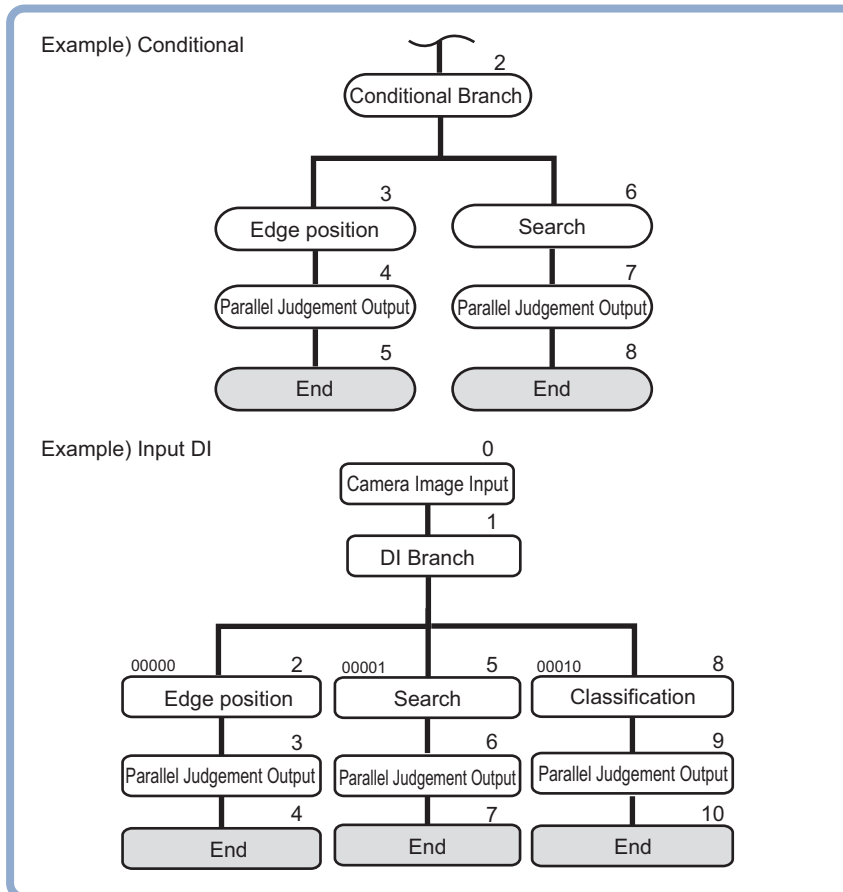 Example) Conditional
2
Conditional Branch
3 6
Edge position Search
4 7
Parallel Judgement Output Parallel Judgement Output
5 8
End End
Example) Input DI
0
Camera Image Input
1
DI Branch
00000 2 00001 5 00010 8
Edge position Search Classification
3 6 9
Parallel Judgement Output Parallel Judgement Output Parallel Judgement Output
4 7 10
End End End